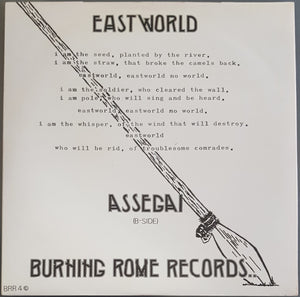 EASTWORLD
i am the seed, planted by the river,
i am the straw, that broke the camels back,
eastworld, eastworld no world,
i am the soldier, who cleared the wall,
i am pole, who will sing and be heard,
eastworld, eastworld no world,
i am the whisper, of the wind that will destroy,
eastworld
who will be rid, of troublesome comrades.
ASSEGAI
(B-SIDE)
BURNING ROME RECORDS..
BRR 4 ©